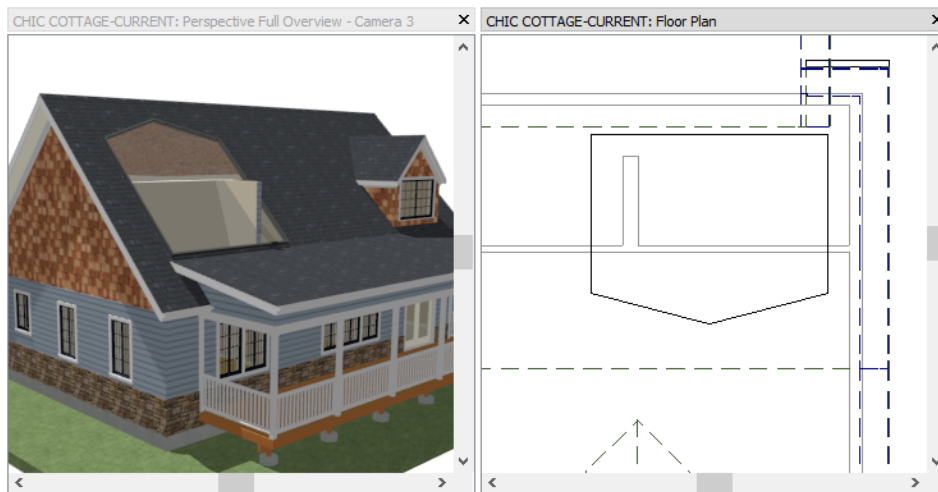 CHIC COTTAGE-CURRENT: Perspective Full Overview - Camera 3
CHIC COTTAGE-CURRENT: Floor Plan